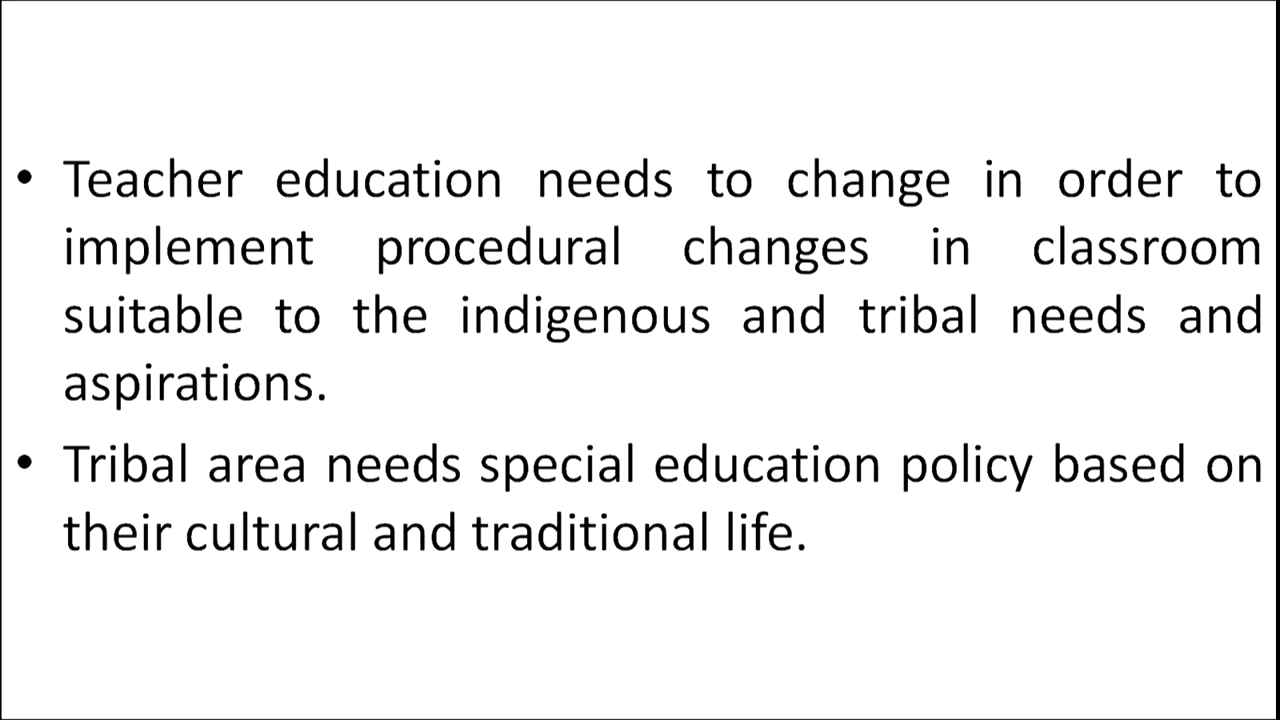 • Teacher education needs to change in order to
implement procedural changes in classroom
suitable to the indigenous and tribal needs and
aspirations.
• Tribal area needs special education policy based on
their cultural and traditional life.